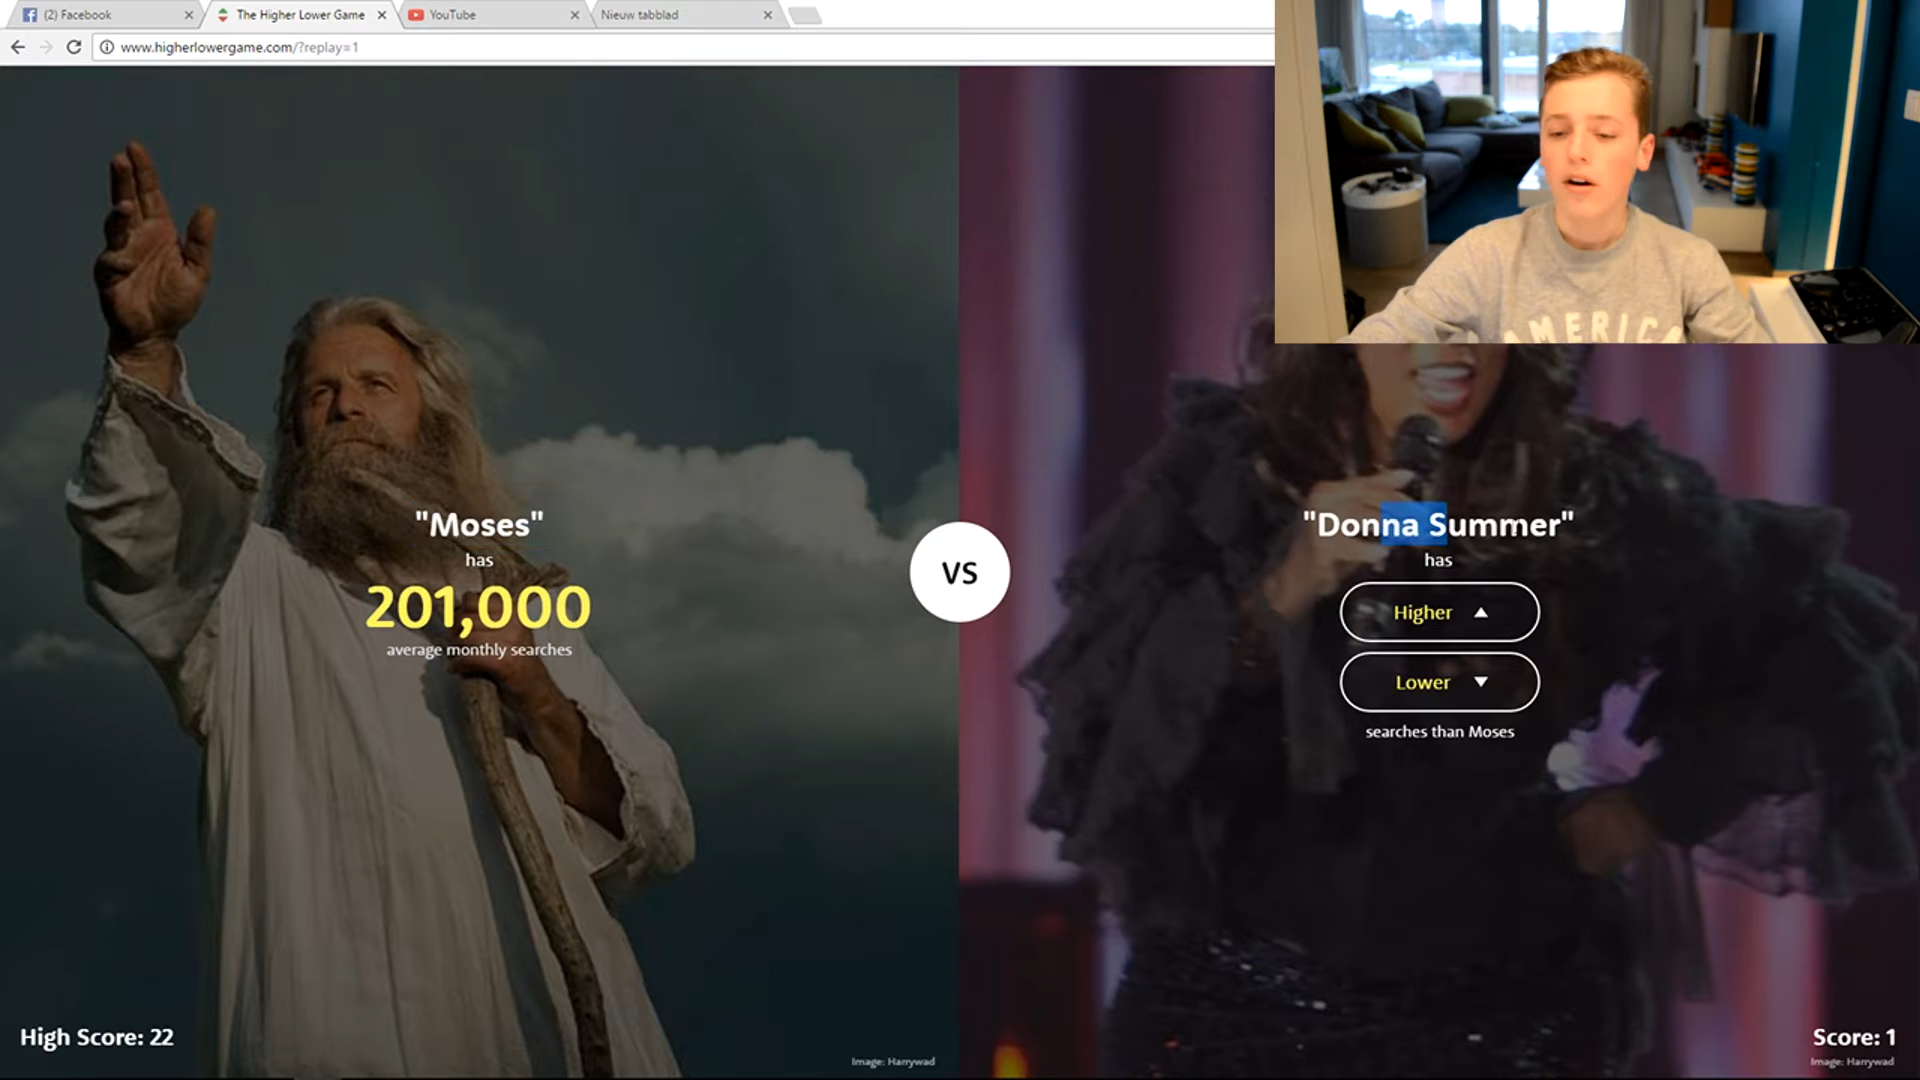 (2) Facebook
The Higher Lower Game
YouTube
Nieuw tabblad
www.higherlowergame.com/?replay=1
AMERICA
"Moses"
has
201,000
average monthly searches
VS
"Donna Summer"
has
Higher
Lower
searches than Moses
High Score: 22
Image: Harrywad
Score: 1
Image: Harrywad